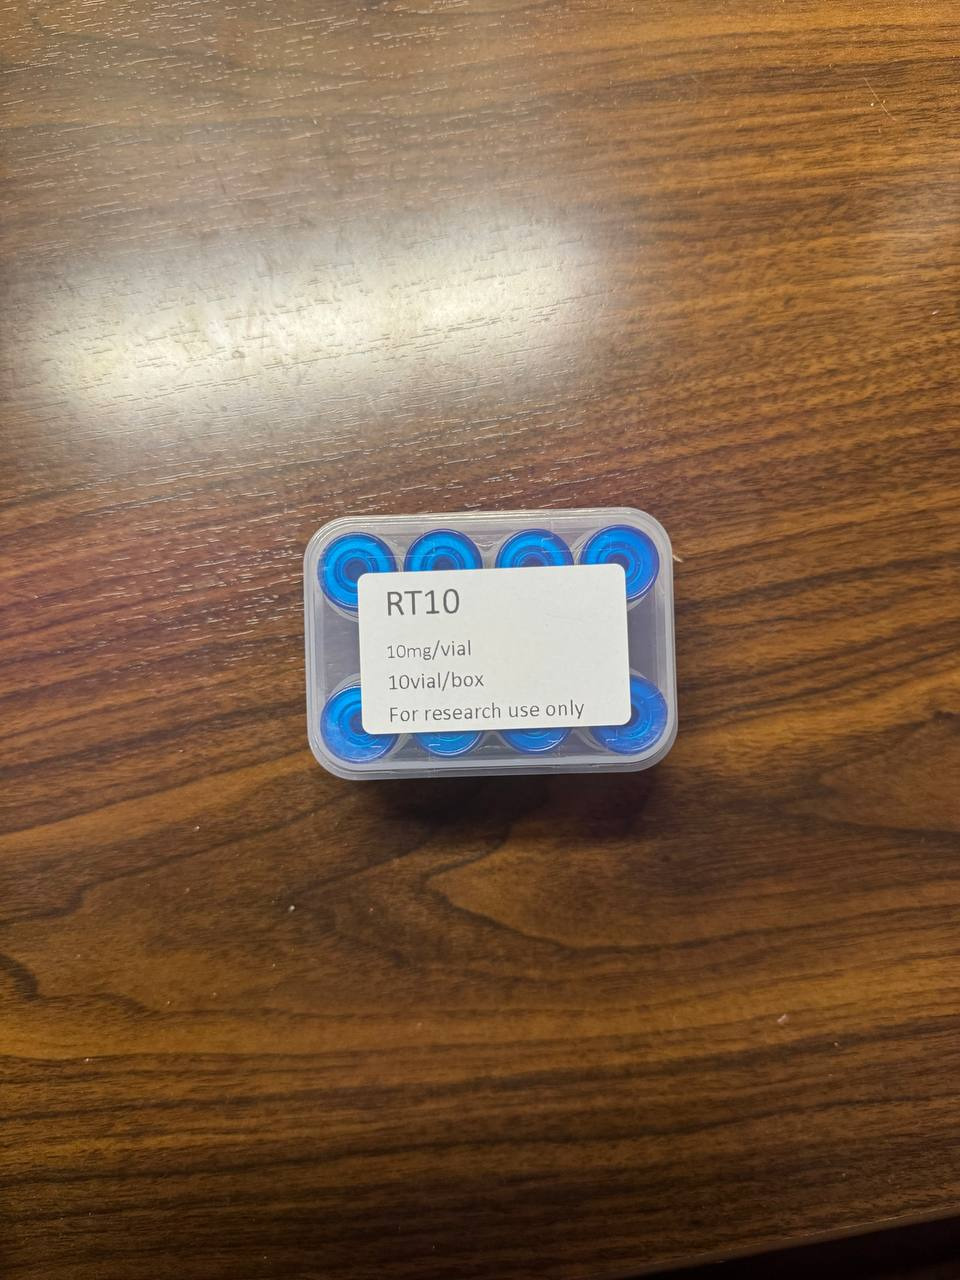 RT10
10mg/vial
10vial/box
For research use only